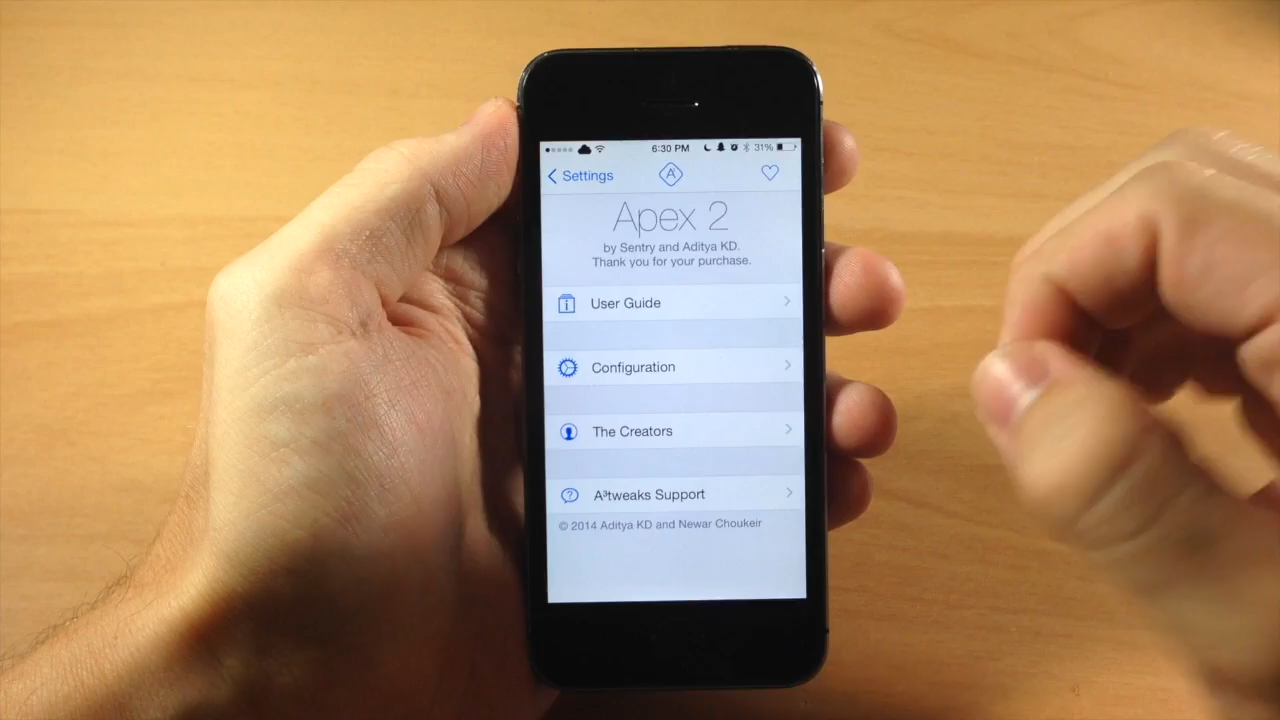 6:30 PM 31%
Settings
Apex 2
by Sentry and Aditya KD.
Thank you for your purchase.
User Guide
Configuration
The Creators
A³tweaks Support
© 2014 Aditya KD and Newar Choukeir